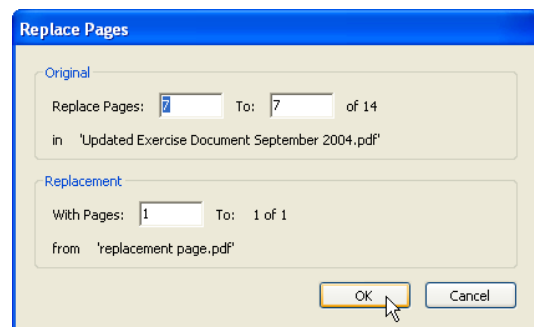 Replace Pages
Original
Replace Pages: 7 To: 7 of 14
in 'Updated Exercise Document September 2004.pdf'
Replacement
With Pages: 1 To: 1 of 1
from 'replacement page.pdf'
OK Cancel